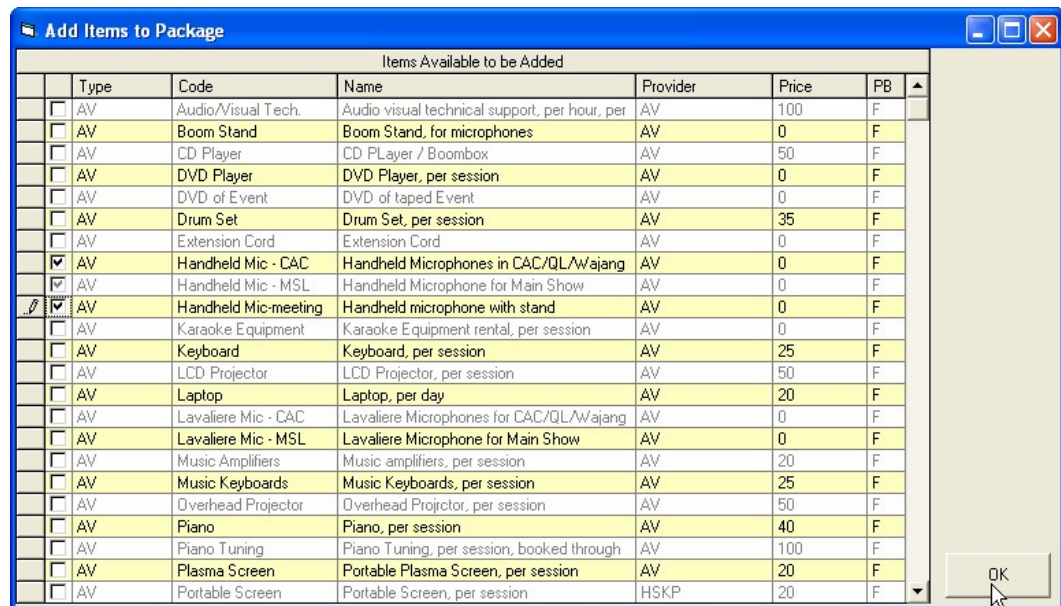 Add Items to Package
Items Available to be Added
Type Code Name Provider Price PB
AV Audio/Visual Tech. Audio visual technical support, per hour, per AV 100 F
AV Boom Stand Boom Stand, for microphones AV 0 F
AV CD Player CD PLayer / Boombox AV 50 F
AV DVD Player DVD Player, per session AV 0 F
AV DVD of Event DVD of taped Event AV 0 F
AV Drum Set Drum Set, per session AV 35 F
AV Extension Cord Extension Cord AV 0 F
AV Handheld Mic - CAC Handheld Microphones in CAC/QL/Wajang AV 0 F
AV Handheld Mic - MSL Handheld Microphone for Main Show AV 0 F
AV Handheld Mic-meeting Handheld microphone with stand AV 0 F
AV Karaoke Equipment Karaoke Equipment rental, per session AV 0 F
AV Keyboard Keyboard, per session AV 25 F
AV LCD Projector LCD Projector, per session AV 50 F
AV Laptop Laptop, per day AV 20 F
AV Lavaliere Mic - CAC Lavaliere Microphones for CAC/QL/Wajang AV 0 F
AV Lavaliere Mic - MSL Lavaliere Microphone for Main Show AV 0 F
AV Music Amplifiers Music amplifiers, per session AV 20 F
AV Music Keyboards Music Keyboards, per session AV 25 F
AV Overhead Projector Overhead Projrctor, per session AV 50 F
AV Piano Piano, per session AV 40 F
AV Piano Tuning Piano Tuning, per session, booked through AV 100 F
AV Plasma Screen Portable Plasma Screen, per session AV 20 F
AV Portable Screen Portable Screen, per session HSKP 20 F
OK